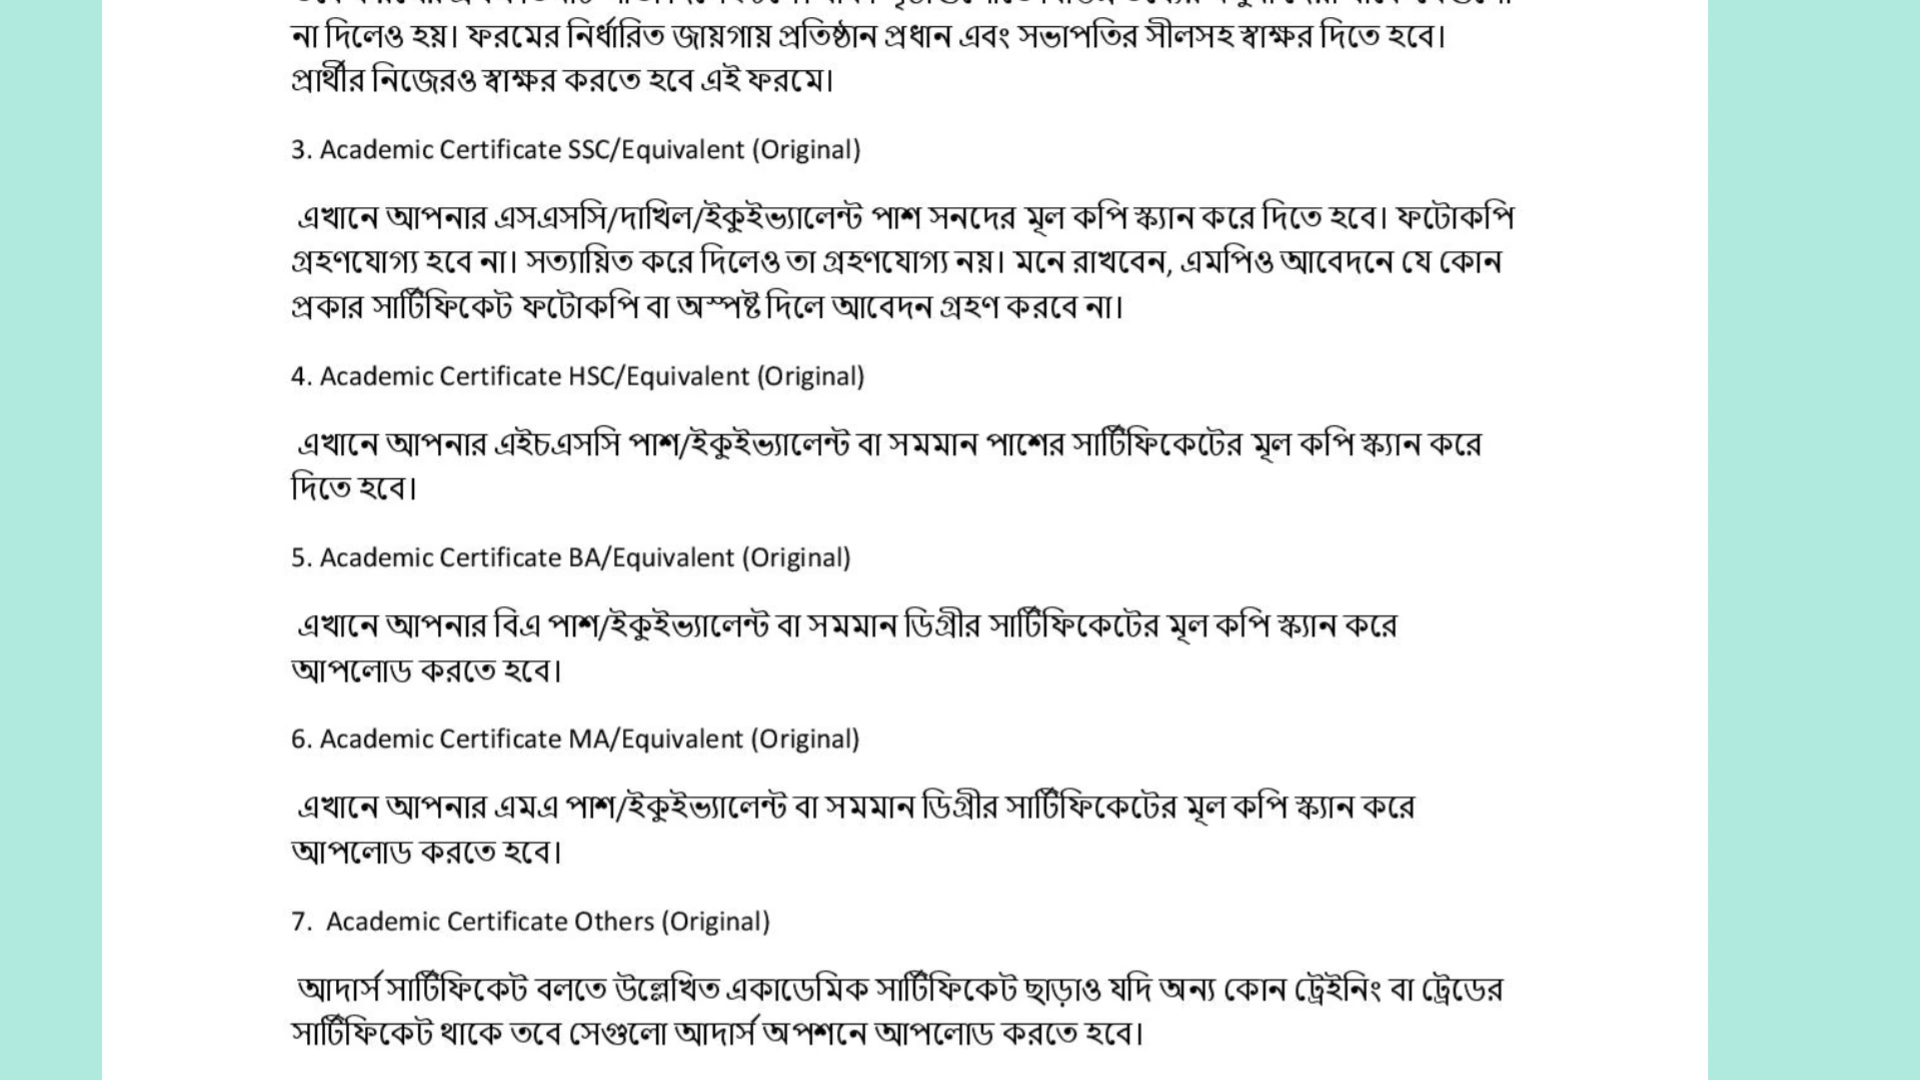 না দিলেও হয়। ফরমের নির্ধারিত জায়গায় প্রতিষ্ঠান প্রধান এবং সভাপতির সীলসহ স্বাক্ষর দিতে হবে।
প্রার্থীর নিজেরও স্বাক্ষর করতে হবে এই ফরমে।
3. Academic Certificate SSC/Equivalent (Original)
এখানে আপনার এসএসসি/দাখিল/ইকুইভ্যালেন্ট পাশ সনদের মূল কপি স্ক্যান করে দিতে হবে। ফটোকপি
গ্রহণযোগ্য হবে না। সত্যায়িত করে দিলেও তা গ্রহণযোগ্য নয়। মনে রাখবেন, এমপিও আবেদনে যে কোন
প্রকার সার্টিফিকেট ফটোকপি বা অস্পষ্ট দিলে আবেদন গ্রহণ করবে না।
4. Academic Certificate HSC/Equivalent (Original)
এখানে আপনার এইচএসসি পাশ/ইকুইভ্যালেন্ট বা সমমান পাশের সার্টিফিকেটের মূল কপি স্ক্যান করে
দিতে হবে।
5. Academic Certificate BA/Equivalent (Original)
এখানে আপনার বিএ পাশ/ইকুইভ্যালেন্ট বা সমমান ডিগ্রীর সার্টিফিকেটের মূল কপি স্ক্যান করে
আপলোড করতে হবে।
6. Academic Certificate MA/Equivalent (Original)
এখানে আপনার এমএ পাশ/ইকুইভ্যালেন্ট বা সমমান ডিগ্রীর সার্টিফিকেটের মূল কপি স্ক্যান করে
আপলোড করতে হবে।
7. Academic Certificate Others (Original)
আদার্স সার্টিফিকেট বলতে উল্লেখিত একাডেমিক সার্টিফিকেট ছাড়াও যদি অন্য কোন ট্রেইনিং বা ট্রেডের
সার্টিফিকেট থাকে তবে সেগুলো আদার্স অপশনে আপলোড করতে হবে।